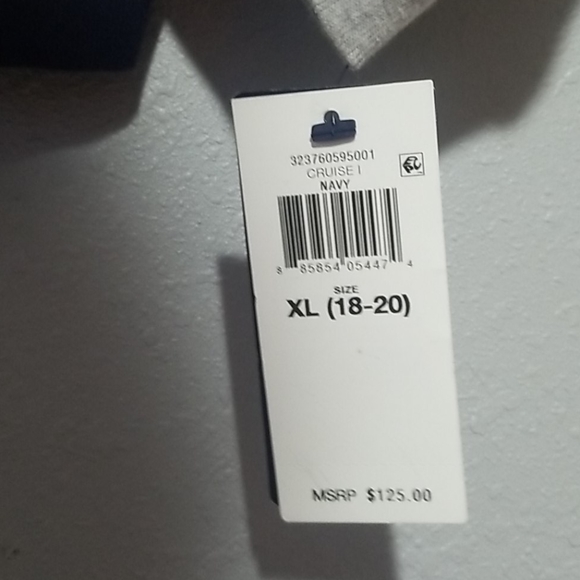 323760595001
CRUISE I
NAVY
8 85854 05447 4
SIZE
XL (18-20)
MSRP $125.00